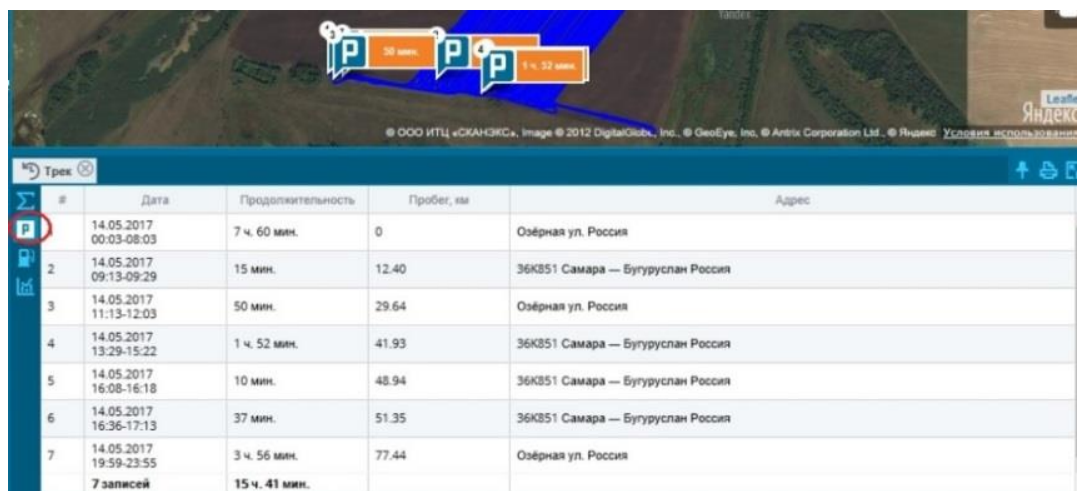 Yandex
3
P
50 мин.
P
4
P
1 ч. 52 мин.
Leafle
Яндекс
© ООО ИТЦ «СКАНЭКС», Image © 2012 DigitalGlobe, Inc., © GeoEye, Inc, © Antrix Corporation Ltd., © Яндекс Условия использования
Трек
# Дата Продолжительность Пробег, км Адрес
P
14.05.2017
00:03-08:03
7 ч. 60 мин. 0 Озёрная ул. Россия
2
14.05.2017
09:13-09:29
15 мин. 12.40 36К851 Самара — Бугуруслан Россия
3
14.05.2017
11:13-12:03
50 мин. 29.64 Озёрная ул. Россия
4
14.05.2017
13:29-15:22
1 ч. 52 мин. 41.93 36К851 Самара — Бугуруслан Россия
5
14.05.2017
16:08-16:18
10 мин. 48.94 36К851 Самара — Бугуруслан Россия
6
14.05.2017
16:36-17:13
37 мин. 51.35 36К851 Самара — Бугуруслан Россия
7
14.05.2017
19:59-23:55
3 ч. 56 мин. 77.44 Озёрная ул. Россия
7 записей 15 ч. 41 мин.